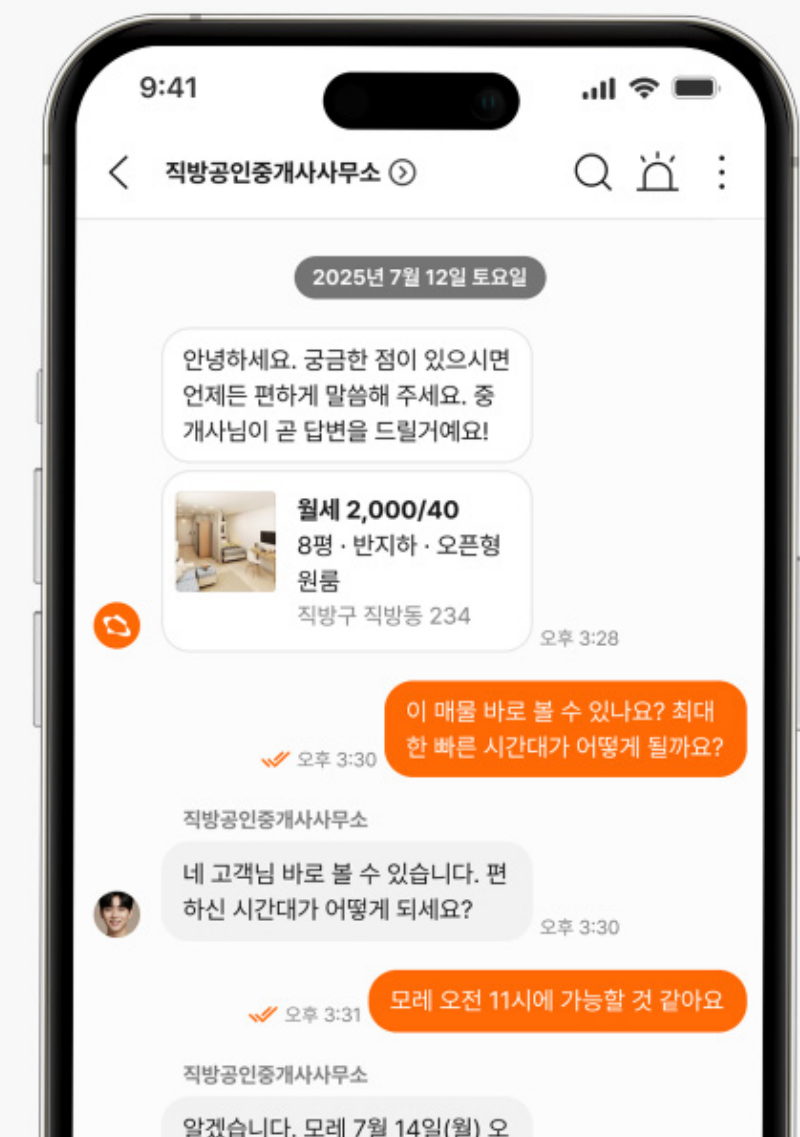 9:41
직방공인중개사사무소
2025년 7월 12일 토요일
안녕하세요. 궁금한 점이 있으시면
언제든 편하게 말씀해 주세요. 중
개사님이 곧 답변을 드릴거예요!
월세 2,000/40
8평 · 반지하 · 오픈형
원룸
직방구 직방동 234
오후 3:28
이 매물 바로 볼 수 있나요? 최대
한 빠른 시간대가 어떻게 될까요?
오후 3:30
직방공인중개사사무소
네 고객님 바로 볼 수 있습니다. 편
하신 시간대가 어떻게 되세요?
오후 3:30
모레 오전 11시에 가능할 것 같아요
오후 3:31
직방공인중개사사무소
알겠습니다. 모레 7월 14일(월) 오